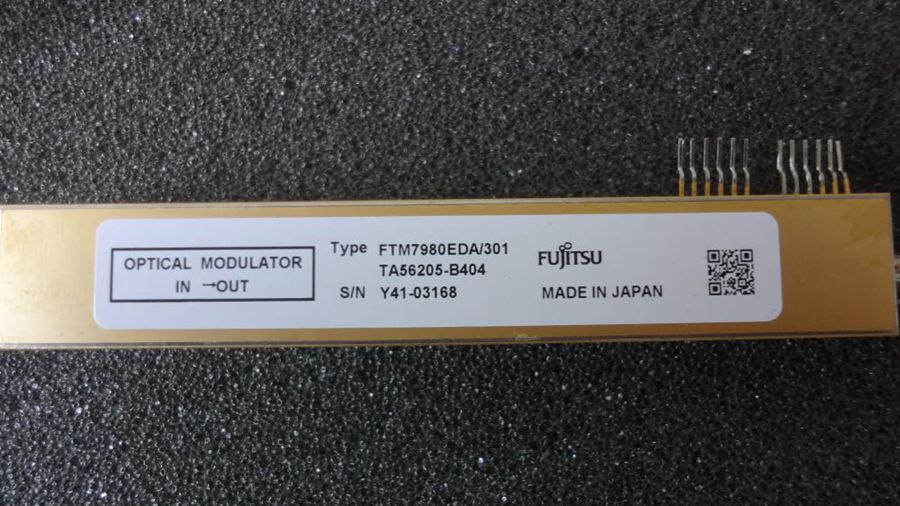 OPTICAL MODULATOR
IN →OUT
Type FTM7980EDA/301
TA56205-B404
S/N Y41-03168
FUJITSU
MADE IN JAPAN